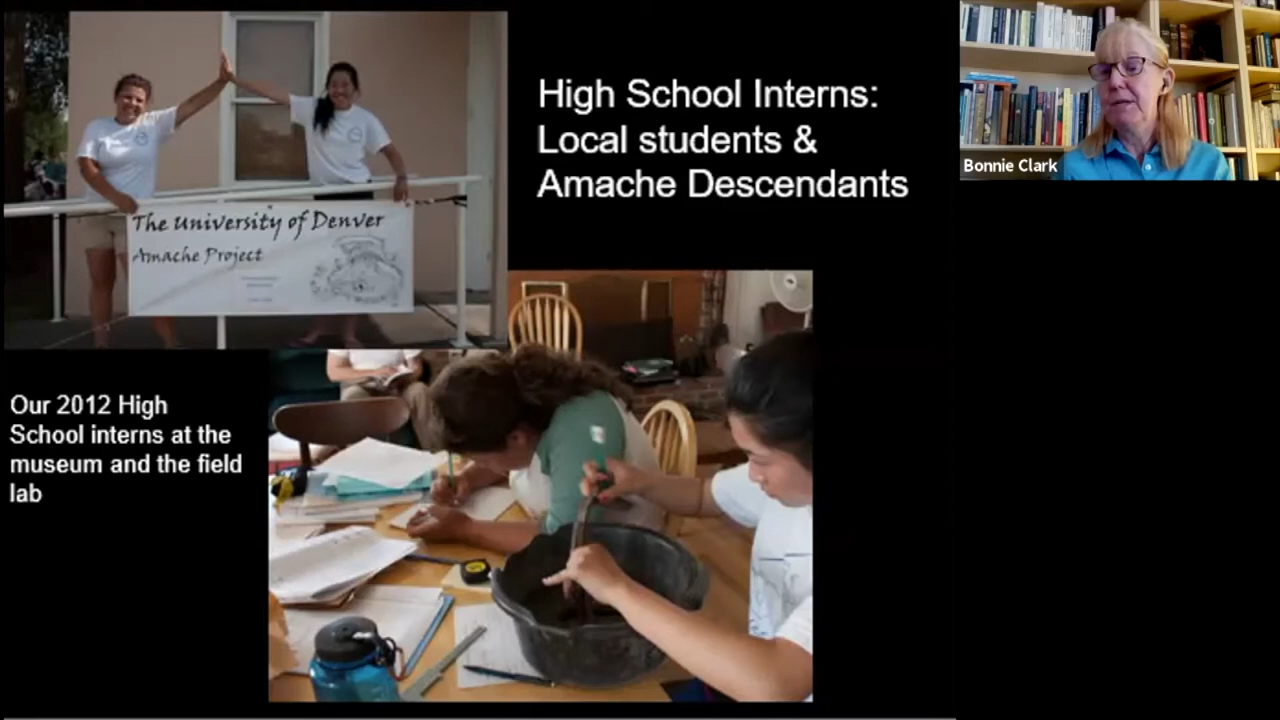 High School Interns:
Local students &
Amache Descendants
Bonnie Clark
The University of Denver
Amache Project
Our 2012 High
School interns at the
museum and the field
lab